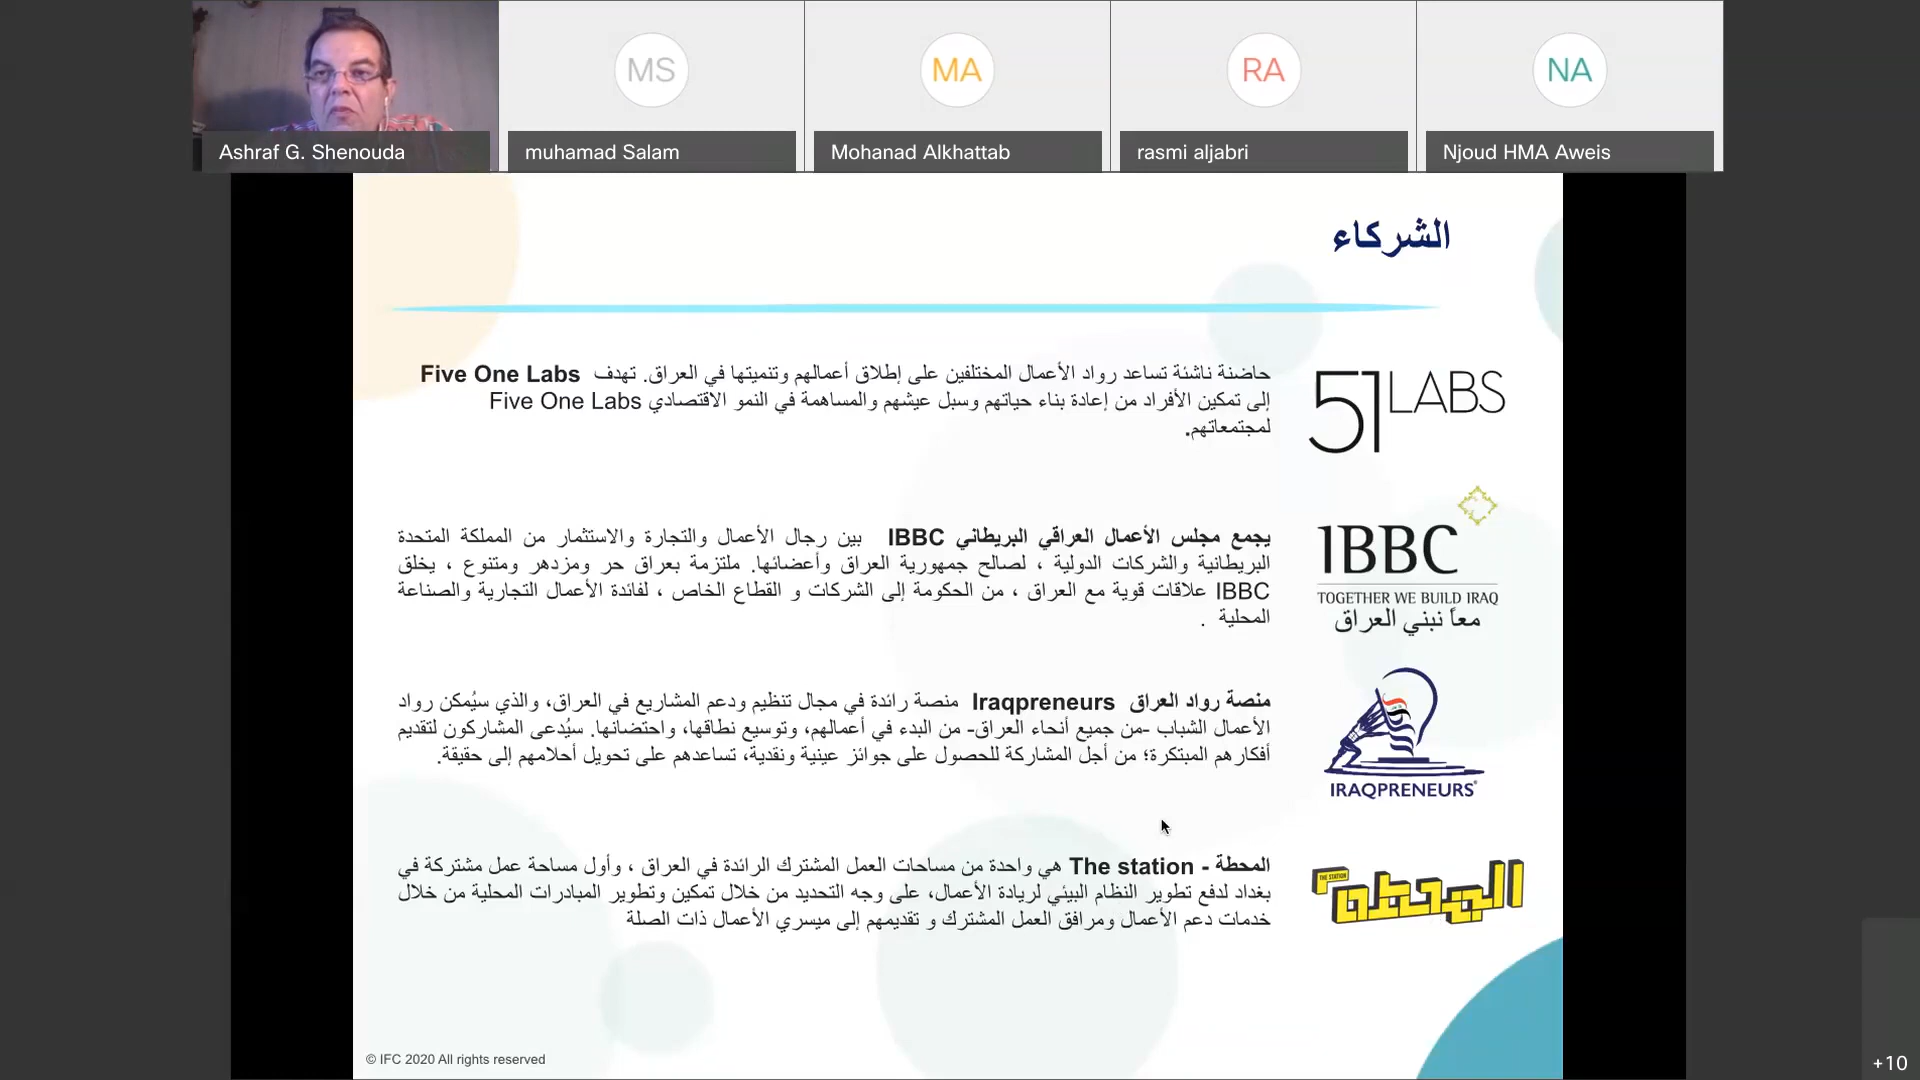 MS
MA
RA
NA
Ashraf G. Shenouda
muhamad Salam
Mohanad Alkhattab
rasmi aljabri
Njoud HMA Aweis
الشركاء
51LABS
حاضنة ناشئة تساعد رواد الأعمال المختلفين على إطلاق أعمالهم وتنميتها في العراق. تهدف Five One Labs
إلى تمكين الأفراد من إعادة بناء حياتهم وسبل عيشهم والمساهمة في النمو الاقتصادي Five One Labs
لمجتمعاتهم.
IBBC
TOGETHER WE BUILD IRAQ
معاً نبني العراق
يجمع مجلس الأعمال العراقي البريطاني IBBC بين رجال الأعمال والتجارة والاستثمار من المملكة المتحدة
البريطانية والشركات الدولية ، لصالح جمهورية العراق وأعضائها. ملتزمة بعراق حر ومزدهر ومتنوع ، يخلق
IBBC علاقات قوية مع العراق ، من الحكومة إلى الشركات و القطاع الخاص ، لفائدة الأعمال التجارية والصناعة
المحلية .
IRAQPRENEURS
منصة رواد العراق Iraqpreneurs منصة رائدة في مجال تنظيم ودعم المشاريع في العراق، والذي سيُمكن رواد
الأعمال الشباب -من جميع أنحاء العراق- من البدء في أعمالهم، وتوسيع نطاقها، واحتضانها. سيُدعى المشاركون لتقديم
أفكارهم المبتكرة؛ من أجل المشاركة للحصول على جوائز عينية ونقدية، تساعدهم على تحويل أحلامهم إلى حقيقة.
THE STATION
المحطة
المحطة - The station هي واحدة من مساحات العمل المشترك الرائدة في العراق ، وأول مساحة عمل مشتركة في
بغداد لدفع تطوير النظام البيئي لريادة الأعمال، على وجه التحديد من خلال تمكين وتطوير المبادرات المحلية من خلال
خدمات دعم الأعمال ومرافق العمل المشترك و تقديمهم إلى ميسري الأعمال ذات الصلة
© IFC 2020 All rights reserved
+10